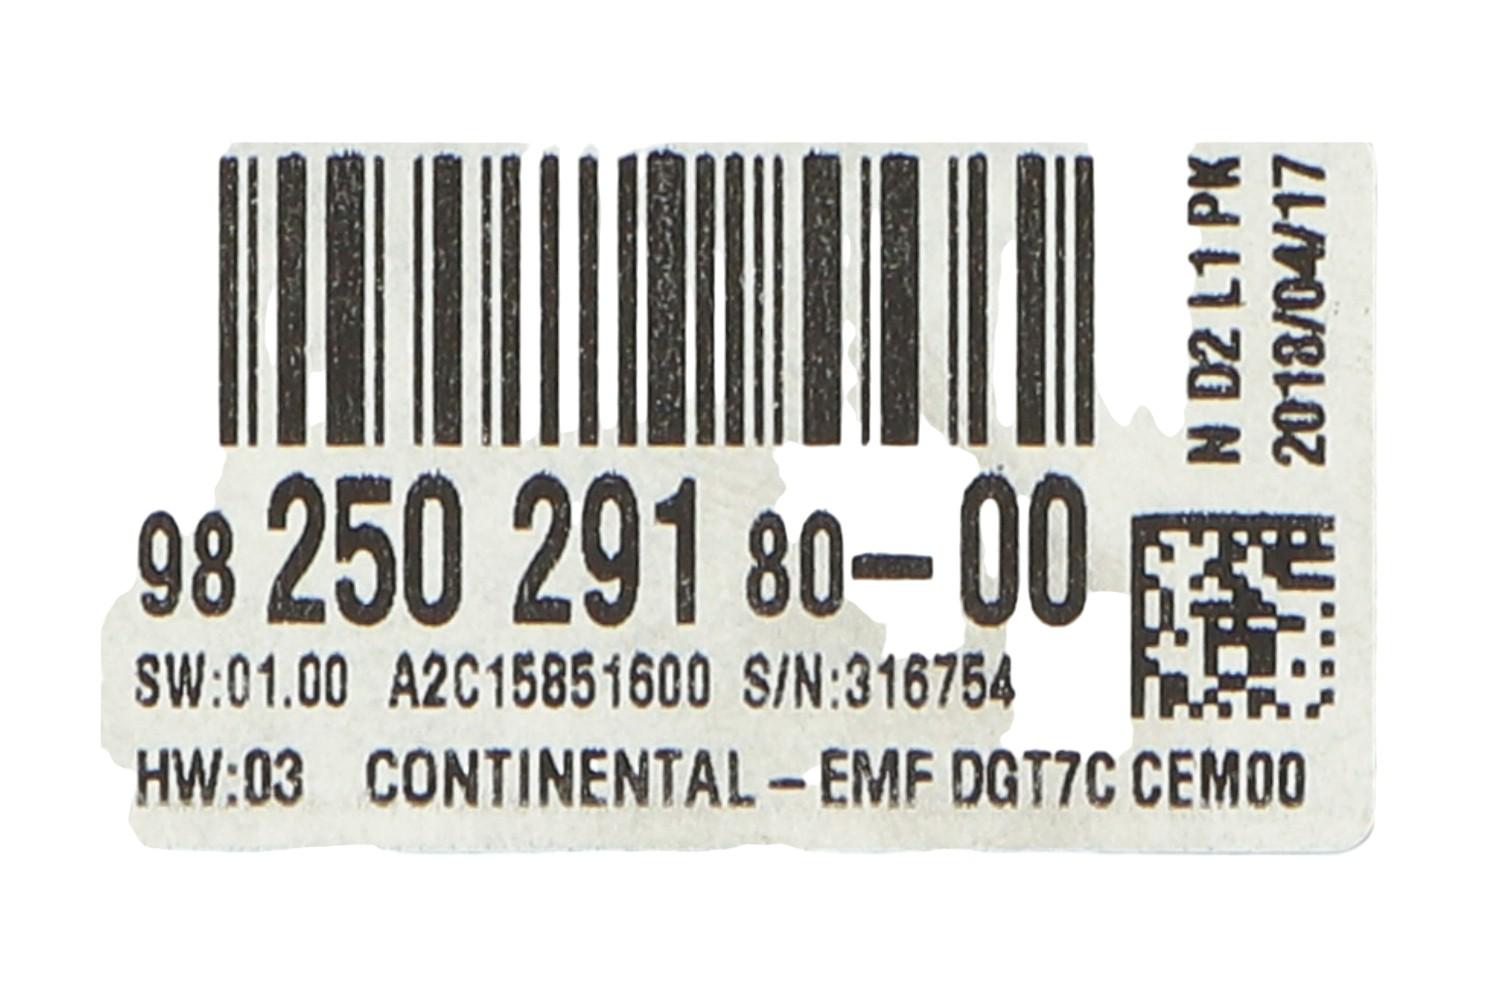 N D2 L1 PK
2018/04/17
98 250 291 80-00
SW:01.00 A2C15851600 S/N:316754
HW:03 CONTINENTAL - EMF DGT7C CEM00